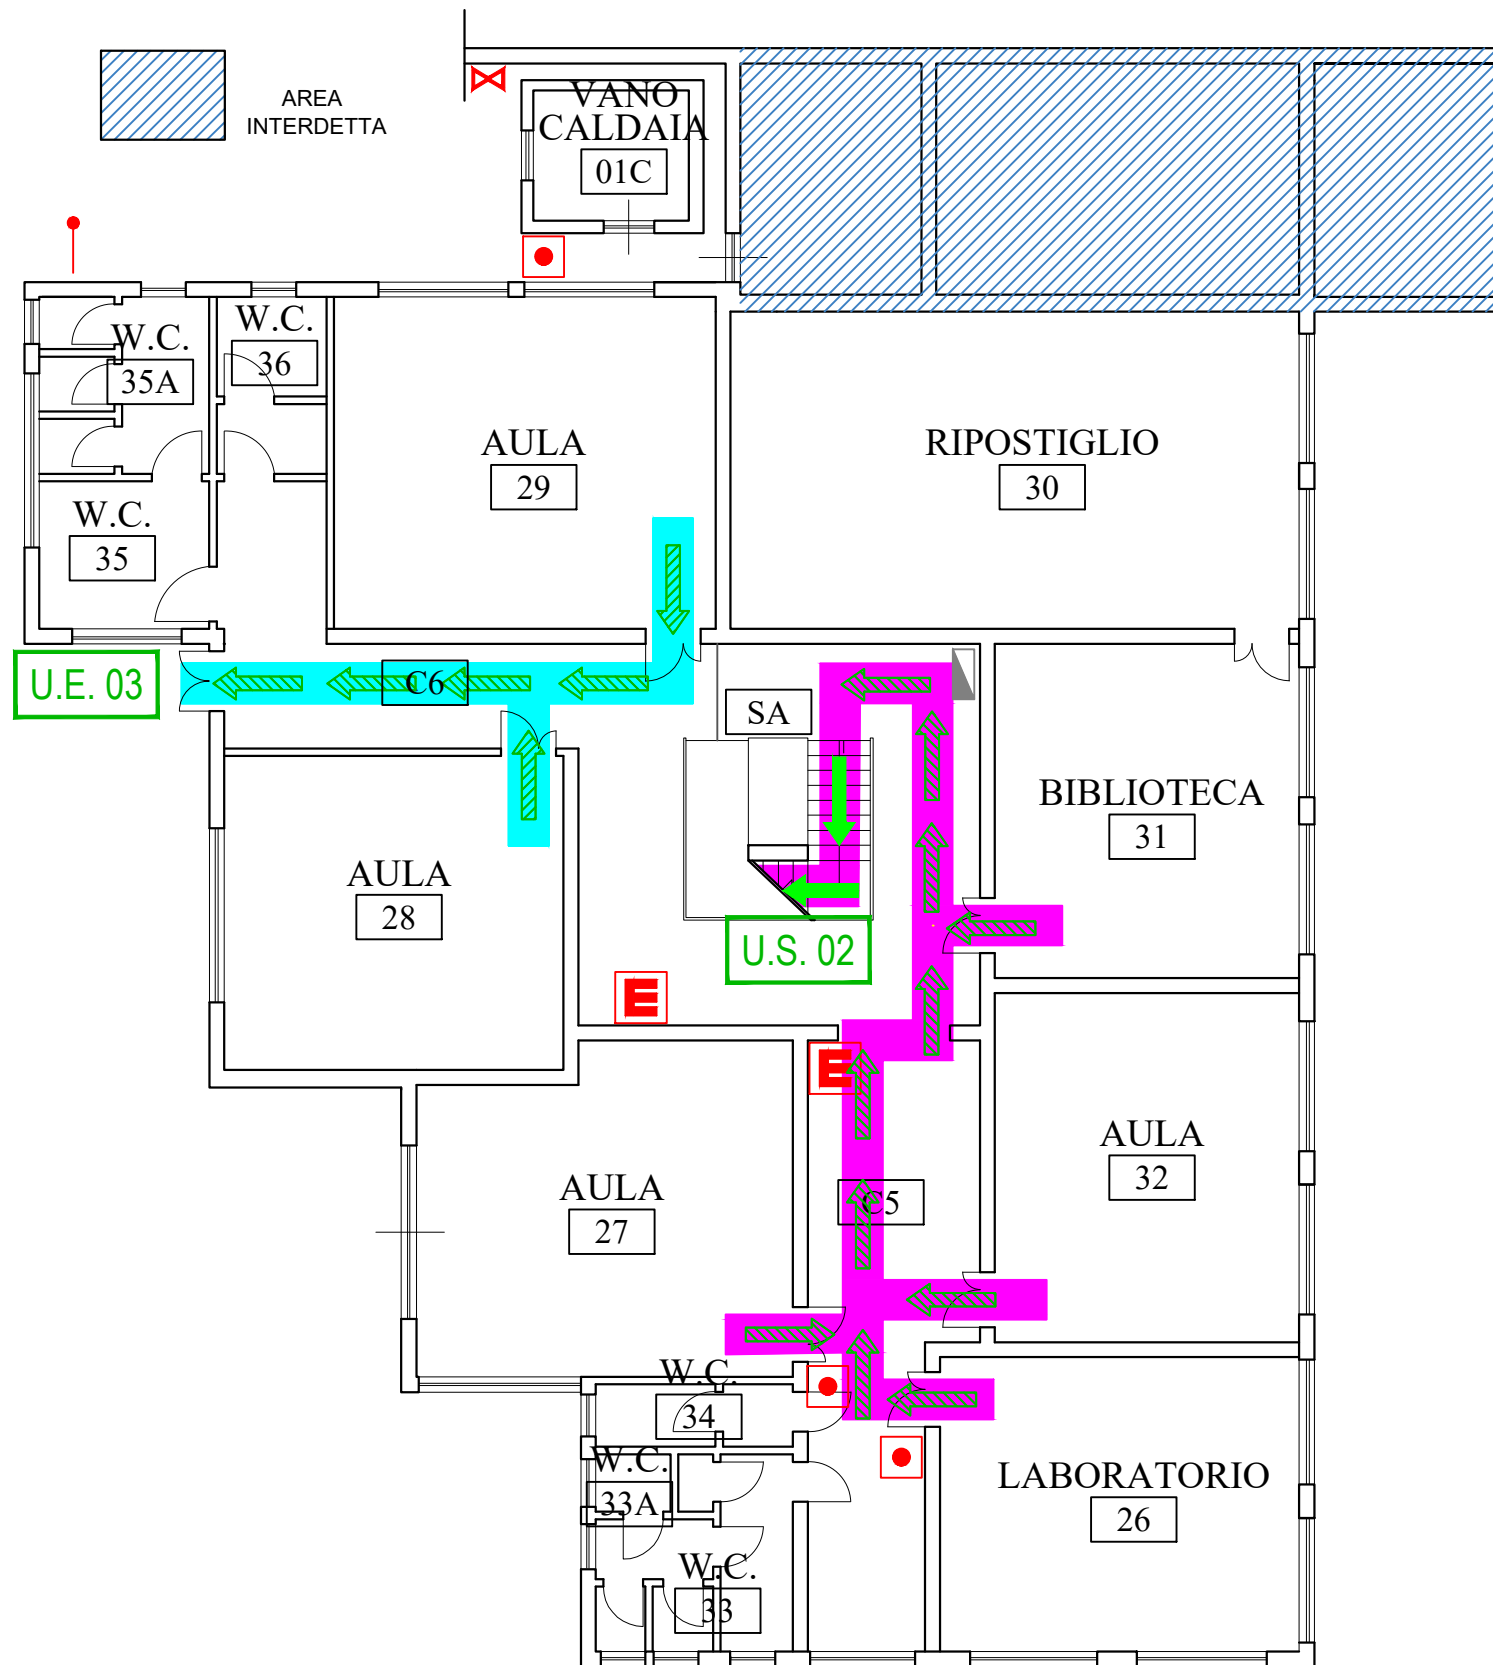 AREA
INTERDETTA
VANO
CALDAIA
01C
W.C.
35A
W.C.
36
AULA
29
RIPOSTIGLIO
30
W.C.
35
U.E. 03
C6
SA
BIBLIOTECA
31
AULA
28
U.S. 02
E
E
AULA
32
AULA
27
C5
W.C.
34
W.C.
33A
LABORATORIO
26
W.C.
33